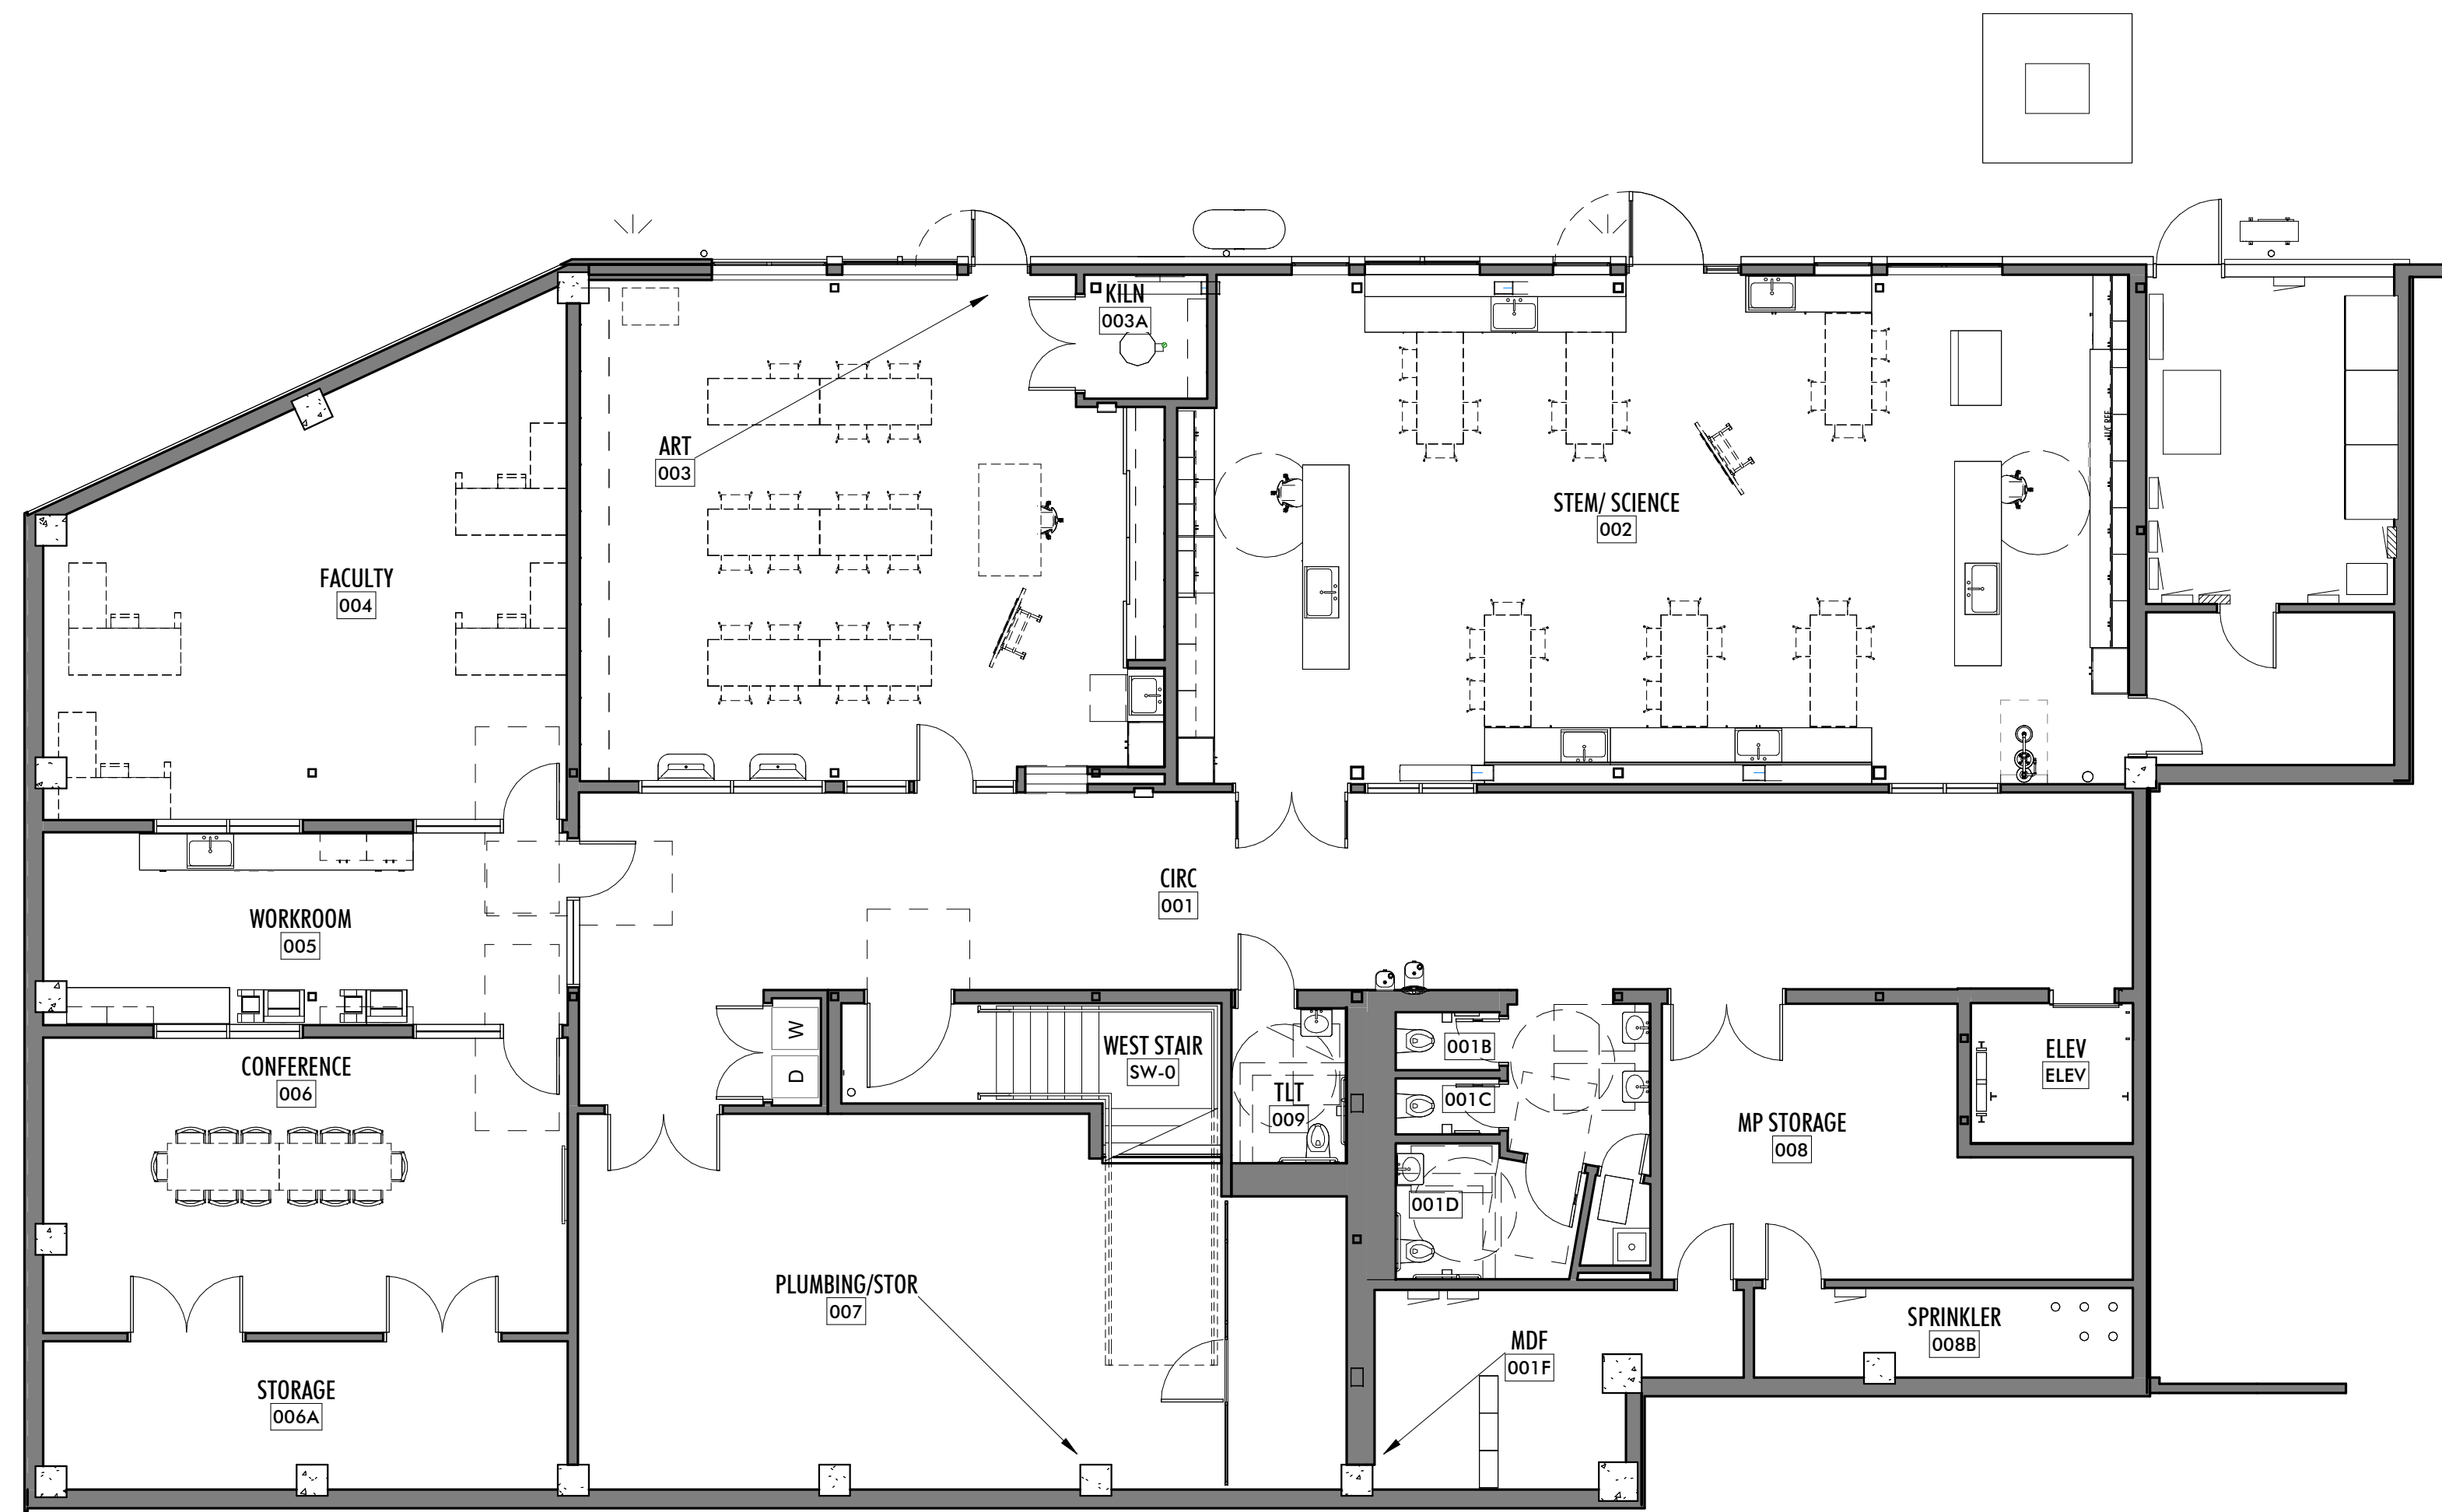 KILN
003A
ART
003
STEM/ SCIENCE
002
U/C REF.
FACULTY
004
CIRC
001
WORKROOM
005
W
D
WEST STAIR
SW-0
TLT
009
001B
001C
001D
ELEV
ELEV
MP STORAGE
008
CONFERENCE
006
PLUMBING/STOR
007
MDF
001F
SPRINKLER
008B
STORAGE
006A